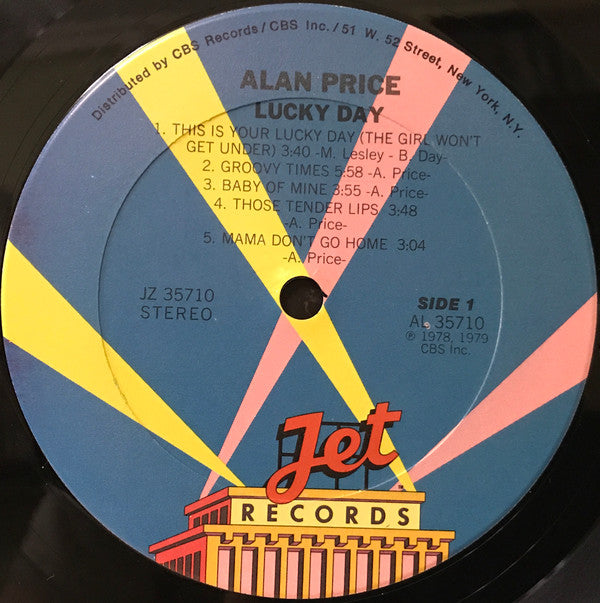 Distributed by CBS Records / CBS Inc. / 51 W. 52 Street, New York, N.Y.
ALAN PRICE
LUCKY DAY
1. THIS IS YOUR LUCKY DAY (THE GIRL WON'T
GET UNDER) 3:40 -M. Lesley - B. Day-
2. GROOVY TIMES 5:58 -A. Price-
3. BABY OF MINE 3:55 -A. Price-
4. THOSE TENDER LIPS 3:48
-A. Price-
5. MAMA DON'T GO HOME 3:04
-A. Price-
JZ 35710
STEREO
SIDE 1
AL 35710
℗ 1978, 1979
CBS Inc.
Jet
RECORDS